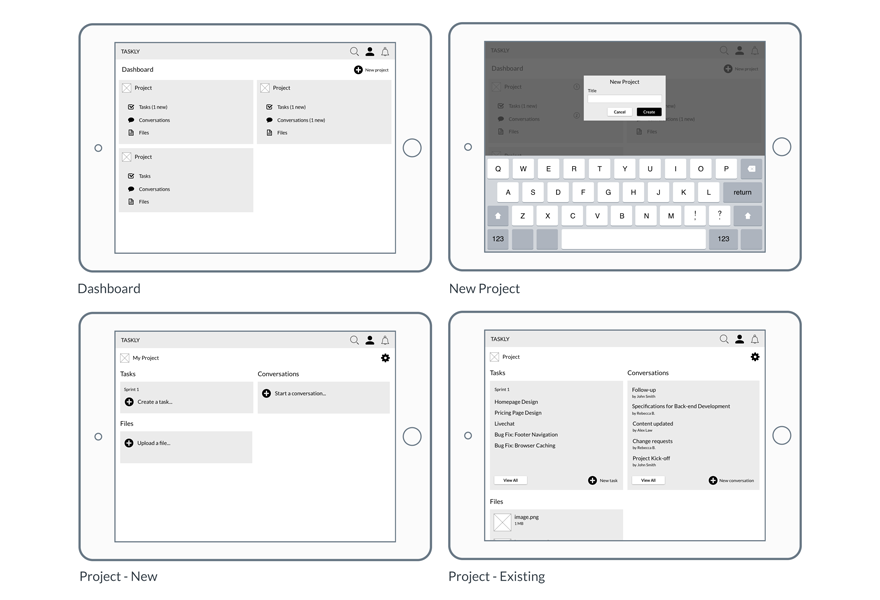 TASKLY
Dashboard
New project
Project
Tasks (1 new)
Conversations
Files
Project
Tasks (1 new)
Conversations (1 new)
Files
Project
Tasks
Conversations
Files
Dashboard
TASKLY
Dashboard
New project
Project
Tasks (1 new)
Conversations
Files
New Project
Title
Cancel
Create
Q W E R T Y U I O P
A S D F G H J K L return
Z X C V B N M ! , ? .
123 123
New Project
TASKLY
My Project
Tasks
Sprint 1
Create a task...
Conversations
Start a conversation...
Files
Upload a file...
Project - New
TASKLY
Project
Tasks
Sprint 1
Homepage Design
Pricing Page Design
Livechat
Bug Fix: Footer Navigation
Bug Fix: Browser Caching
View All
New task
Conversations
Follow-up
by John Smith
Specifications for Back-end Development
by Rebecca B.
Content updated
by Alex Law
Change requests
by Rebecca B.
Project Kick-off
by John Smith
View All
New conversation
Files
image.png
1 MB
Project - Existing